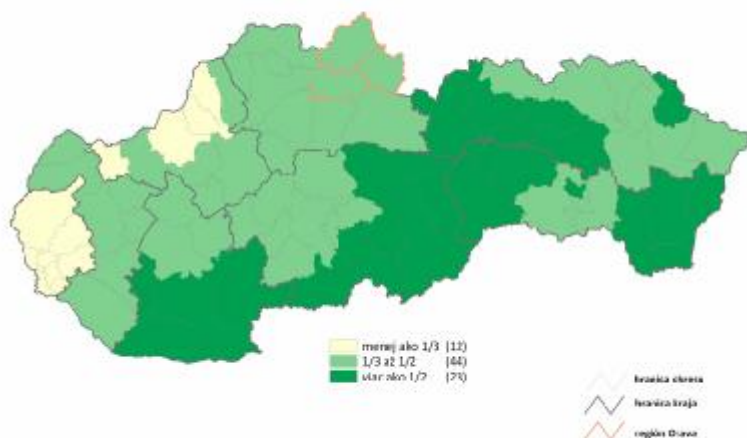 menej ako 1/3 (12)
1/3 až 1/2 (44)
viac ako 1/2 (23)
hranica okresu
hranica kraja
región Orava